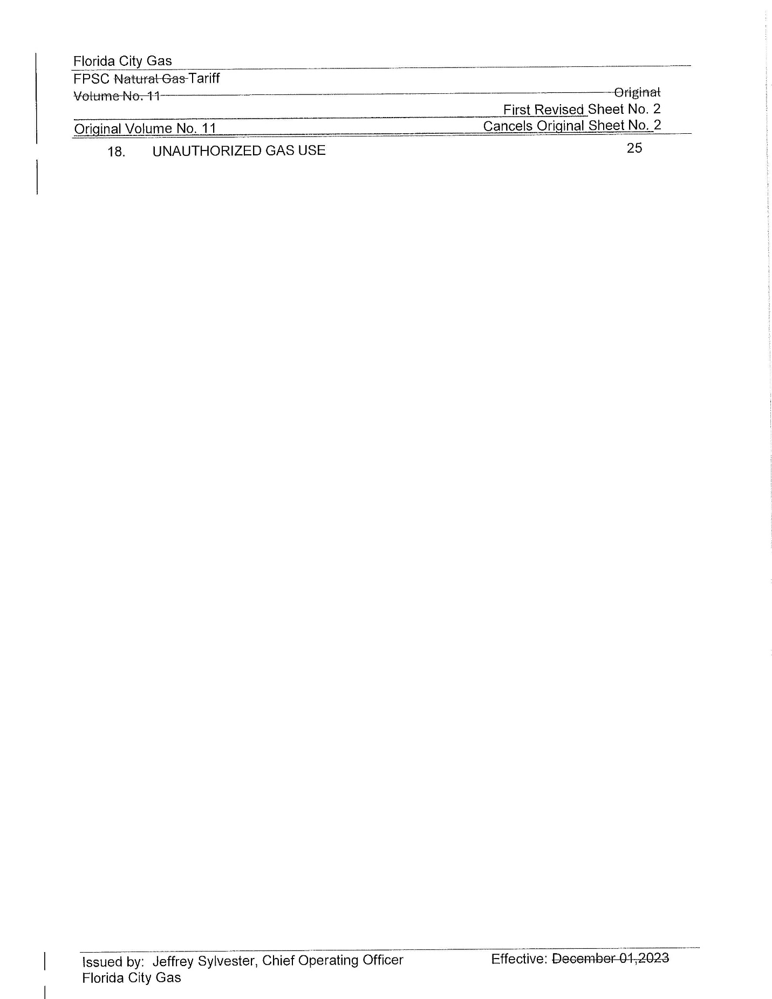 Florida City Gas
FPSC Natural Gas Tariff
Volume No. 11 Original
First Revised Sheet No. 2
Original Volume No. 11 Cancels Original Sheet No. 2
18. UNAUTHORIZED GAS USE 25
Issued by: Jeffrey Sylvester, Chief Operating Officer Effective: December 01,2023
Florida City Gas